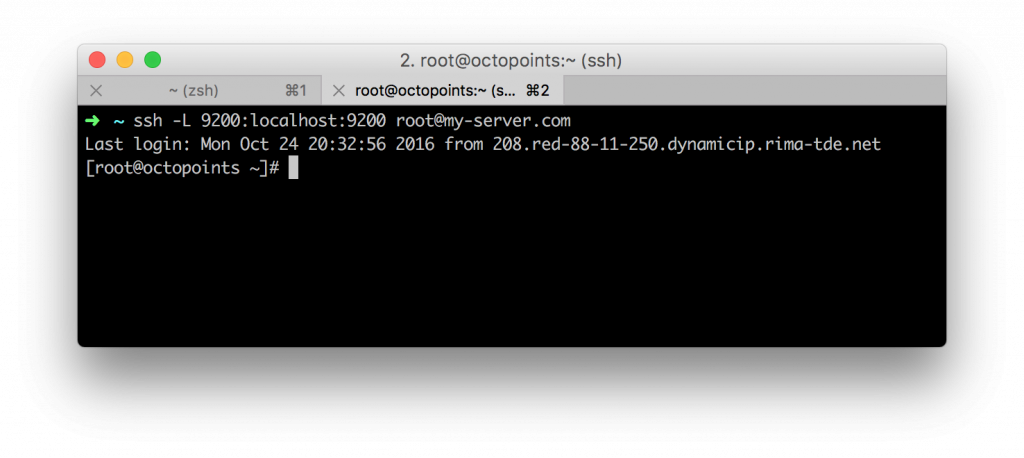 2. root@octopoints:~ (ssh)
~ (zsh) ⌘1 root@octopoints:~ (s... ⌘2
➜ ~ ssh -L 9200:localhost:9200 root@my-server.com
Last login: Mon Oct 24 20:32:56 2016 from 208.red-88-11-250.dynamicip.rima-tde.net
[root@octopoints ~]#